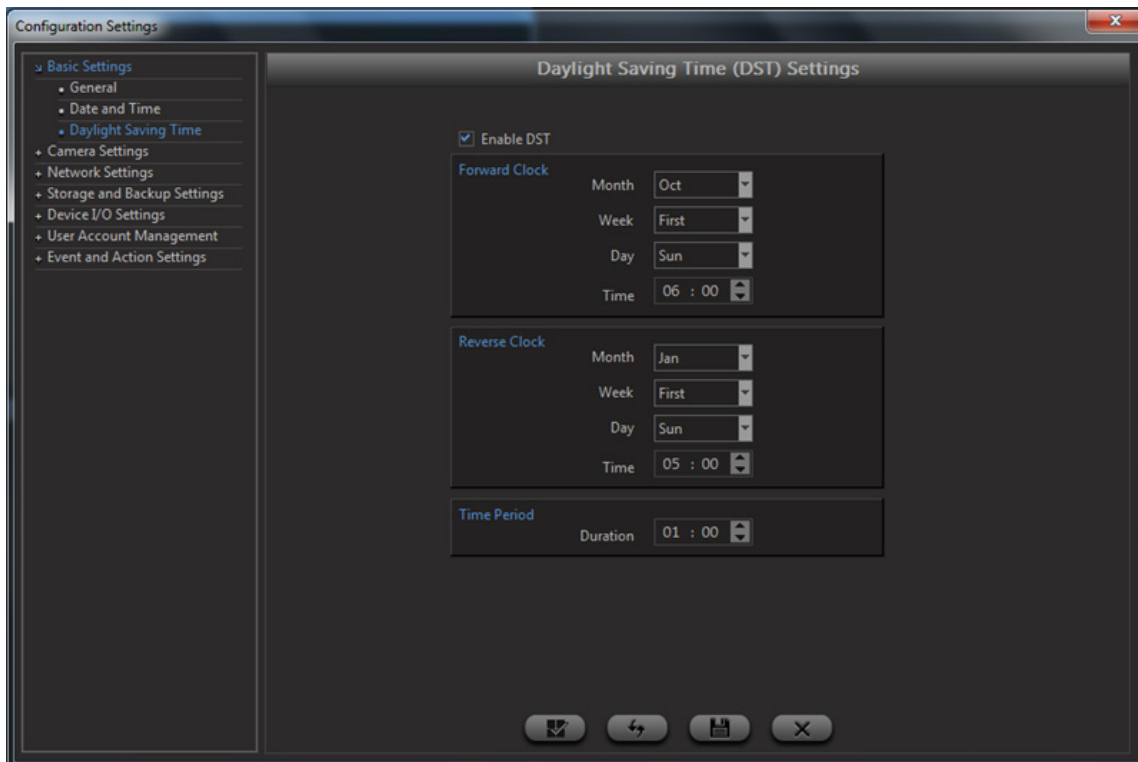 Configuration Settings
Basic Settings
General
Date and Time
Daylight Saving Time
Camera Settings
Network Settings
Storage and Backup Settings
Device I/O Settings
User Account Management
Event and Action Settings
Daylight Saving Time (DST) Settings
Enable DST
Forward Clock
Month Oct
Week First
Day Sun
Time 06 : 00
Reverse Clock
Month Jan
Week First
Day Sun
Time 05 : 00
Time Period
Duration 01 : 00